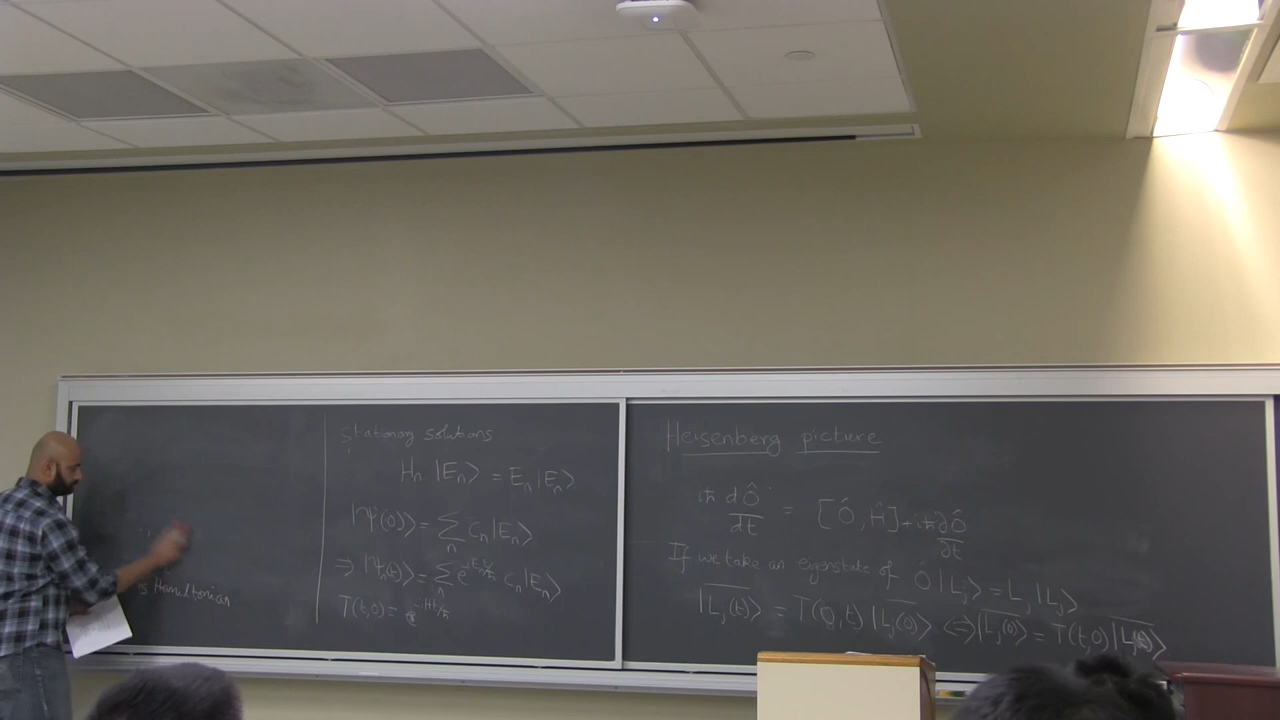 is Hamiltonian
Stationary solutions
Hₙ |Eₙ⟩ = Eₙ|Eₙ⟩
|ψ(0)⟩ = ∑ₙ cₙ|Eₙ⟩
⇒ |ψₙ(t)⟩ = ∑ₙ e^{-iEₙt/ħ} cₙ|Eₙ⟩
T(t,0) = e^{-iHt/ħ}
Heisenberg picture
iħ dÔ/dt = [Ô, Ĥ] + iħ ∂Ô/∂t
If we take an eigenstate of Ô|Lⱼ⟩ = Lⱼ|Lⱼ⟩
|Lⱼ(t)⟩ = T(0,t) |Lⱼ(0)⟩ ⇔ |Lⱼ(0)⟩ = T(t,0)|Lⱼ(t)⟩